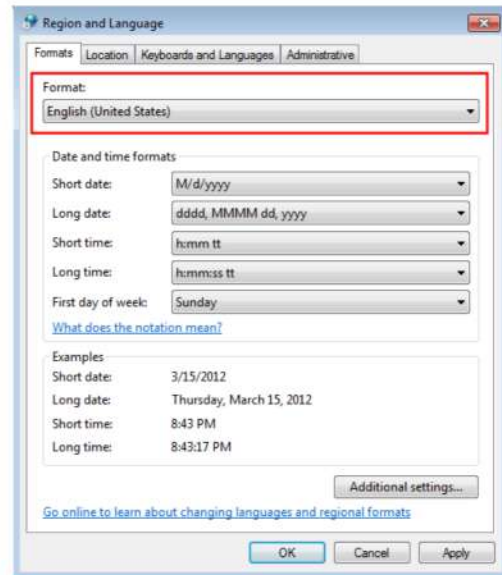 Region and Language
Formats Location Keyboards and Languages Administrative
Format:
English (United States)
Date and time formats
Short date: M/d/yyyy
Long date: dddd, MMMM dd, yyyy
Short time: h:mm tt
Long time: h:mm:ss tt
First day of week: Sunday
What does the notation mean?
Examples
Short date: 3/15/2012
Long date: Thursday, March 15, 2012
Short time: 8:43 PM
Long time: 8:43:17 PM
Additional settings...
Go online to learn about changing languages and regional formats
OK Cancel Apply